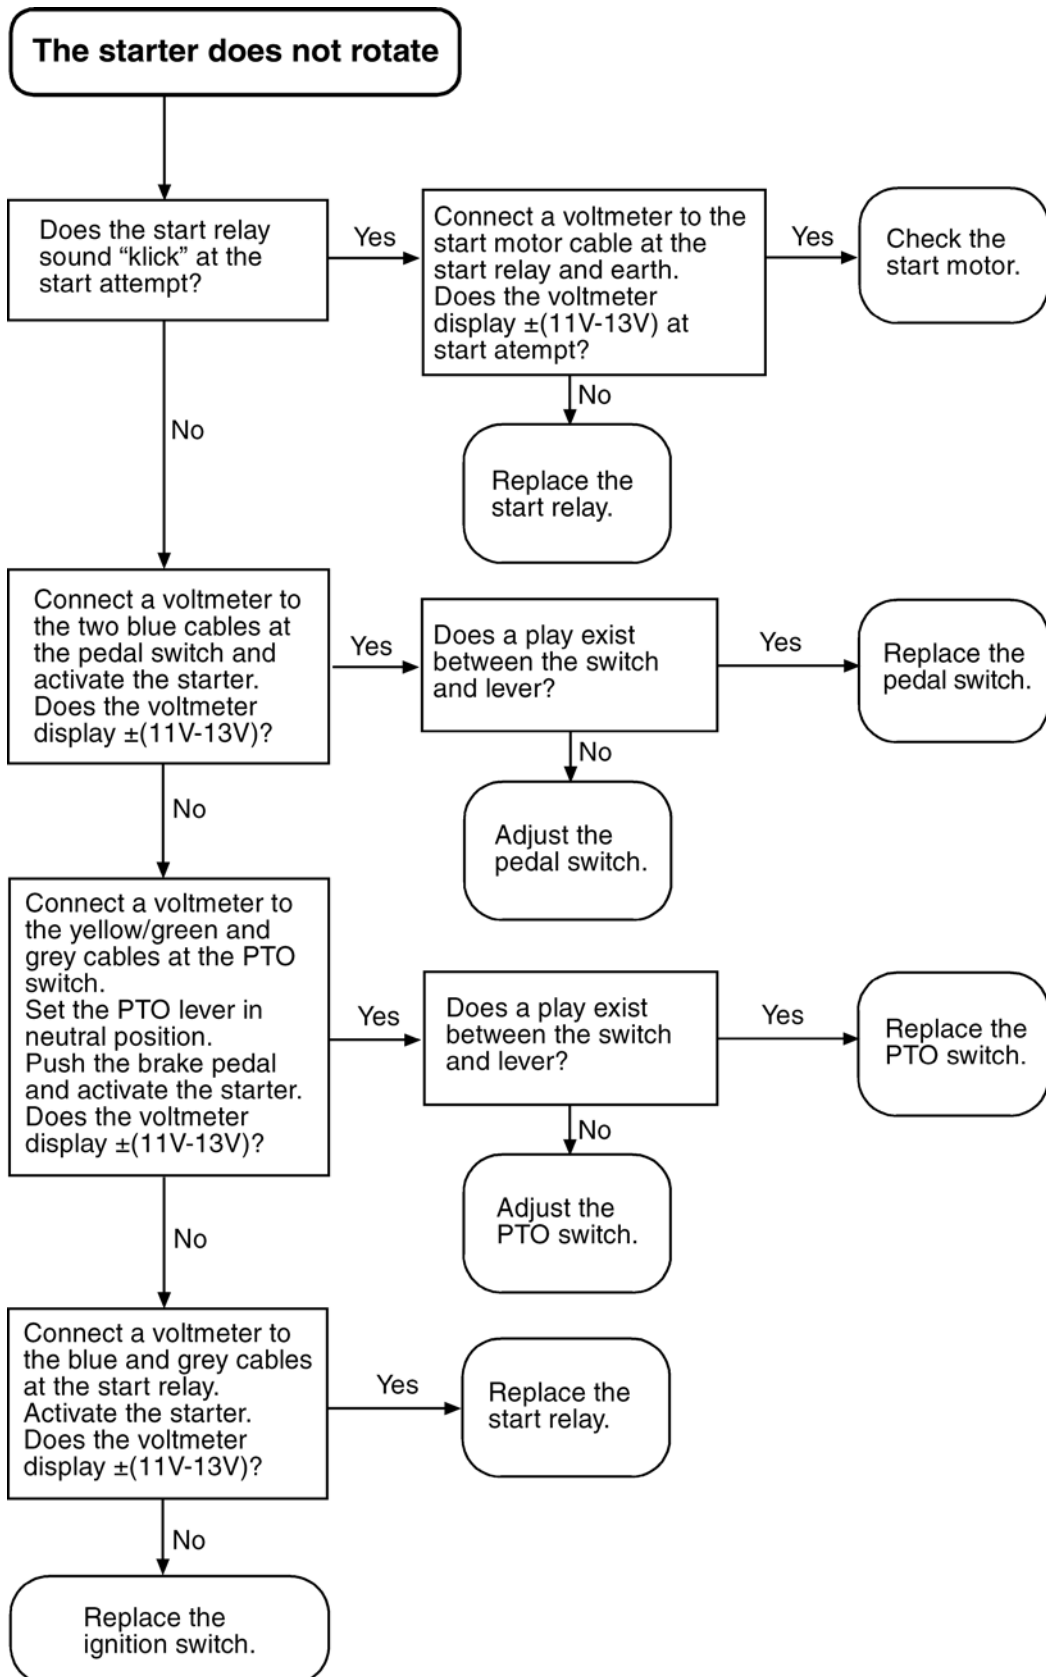 The starter does not rotate
Does the start relay
sound “klick” at the
start attempt?
Yes
Connect a voltmeter to the
start motor cable at the
start relay and earth.
Does the voltmeter
display ±(11V-13V) at
start atempt?
Yes
Check the
start motor.
No
Replace the
start relay.
No
Connect a voltmeter to
the two blue cables at
the pedal switch and
activate the starter.
Does the voltmeter
display ±(11V-13V)?
Yes
Does a play exist
between the switch
and lever?
Yes
Replace the
pedal switch.
No
Adjust the
pedal switch.
No
Connect a voltmeter to
the yellow/green and
grey cables at the PTO
switch.
Set the PTO lever in
neutral position.
Push the brake pedal
and activate the starter.
Does the voltmeter
display ±(11V-13V)?
Yes
Does a play exist
between the switch
and lever?
Yes
Replace the
PTO switch.
No
Adjust the
PTO switch.
No
Connect a voltmeter to
the blue and grey cables
at the start relay.
Activate the starter.
Does the voltmeter
display ±(11V-13V)?
Yes
Replace the
start relay.
No
Replace the
ignition switch.